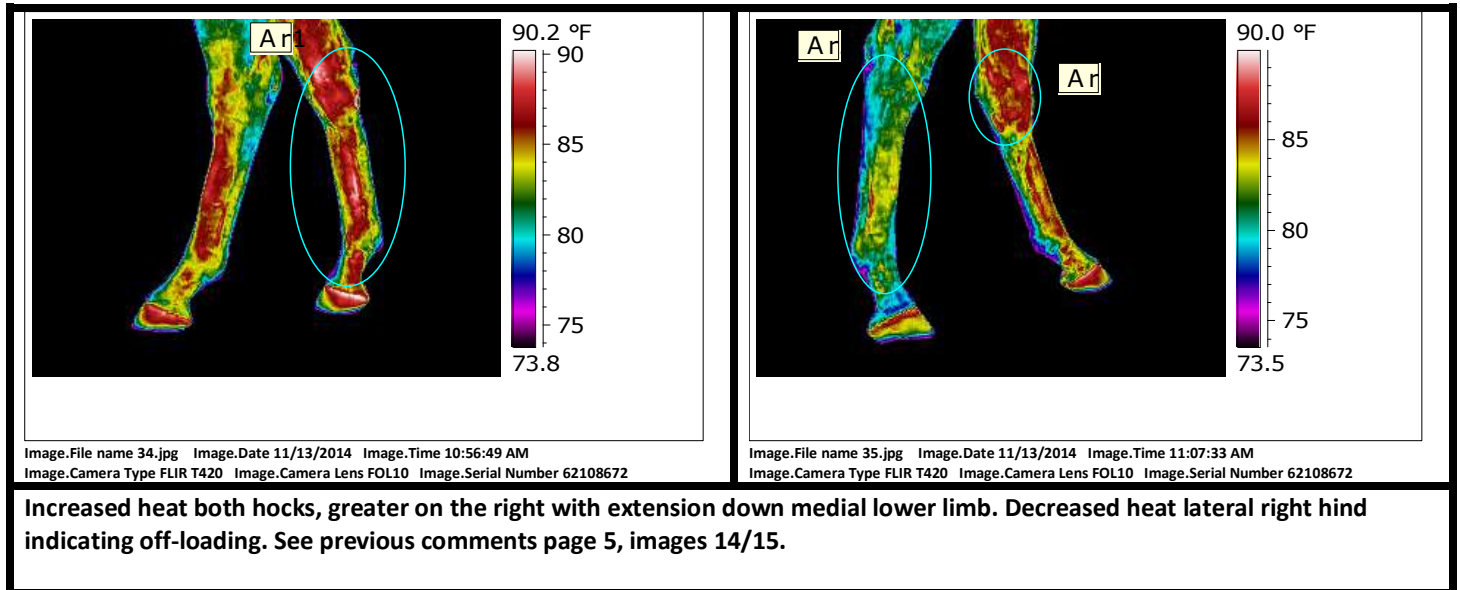 Ar1
90.2 °F
90
85
80
75
73.8
Image.File name 34.jpg Image.Date 11/13/2014 Image.Time 10:56:49 AM
Image.Camera Type FLIR T420 Image.Camera Lens FOL10 Image.Serial Number 62108672
Ar
Ar
90.0 °F
85
80
75
73.5
Image.File name 35.jpg Image.Date 11/13/2014 Image.Time 11:07:33 AM
Image.Camera Type FLIR T420 Image.Camera Lens FOL10 Image.Serial Number 62108672
Increased heat both hocks, greater on the right with extension down medial lower limb. Decreased heat lateral right hind
indicating off-loading. See previous comments page 5, images 14/15.